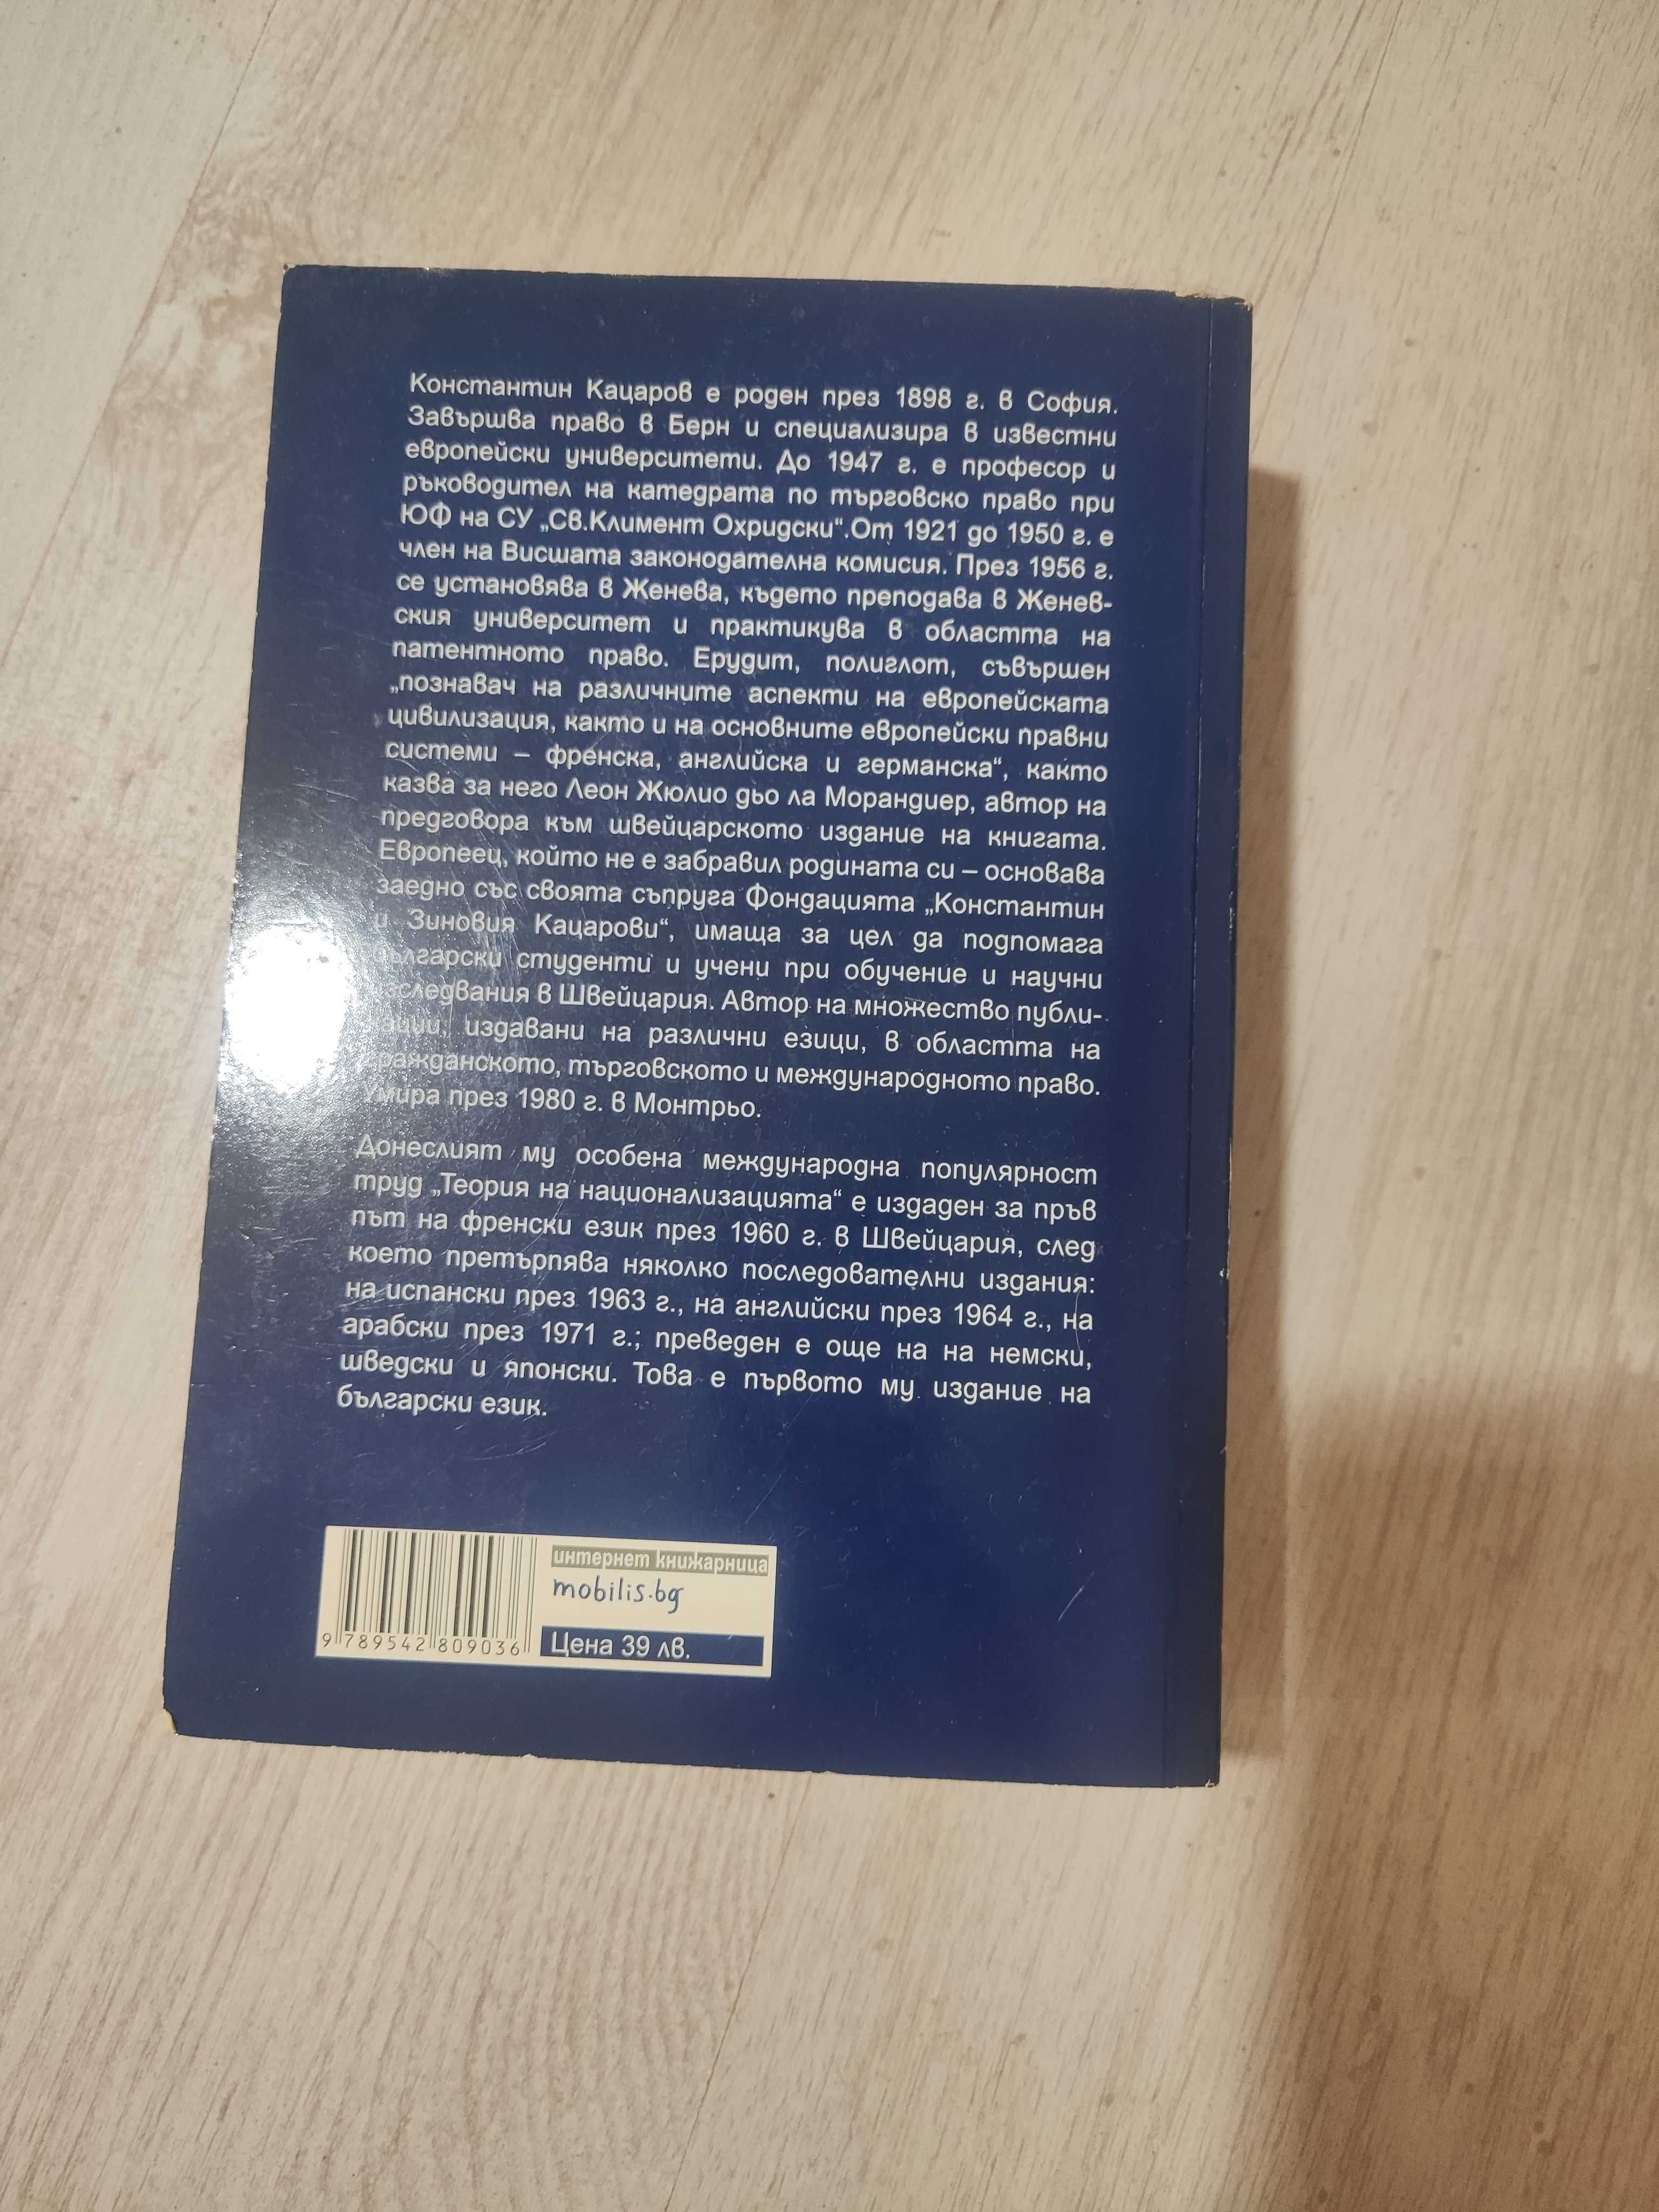 Константин Кацаров е роден през 1898 г. в София.
Завършва право в Берн и специализира в известни
европейски университети. До 1947 г. е професор и
ръководител на катедрата по търговско право при
ЮФ на СУ „Св.Климент Охридски“.От 1921 до 1950 г. е
член на Висшата законодателна комисия. През 1956 г.
се установява в Женева, където преподава в Женев-
ския университет и практикува в областта на
патентното право. Ерудит, полиглот, съвършен
„познавач на различните аспекти на европейската
цивилизация, както и на основните европейски правни
системи – френска, английска и германска“, както
казва за него Леон Жюлио дьо ла Морандиер, автор на
предговора към швейцарското издание на книгата.
Европеец, който не е забравил родината си – основава
заедно със своята съпруга Фондацията „Константин
и Зиновия Кацарови“, имаща за цел да подпомага
български студенти и учени при обучение и научни
изследвания в Швейцария. Автор на множество публи-
кации, издавани на различни езици, в областта на
гражданското, търговското и международното право.
Умира през 1980 г. в Монтрьо.
Донеслият му особена международна популярност
труд „Теория на национализацията“ е издаден за пръв
път на френски език през 1960 г. в Швейцария, след
което претърпява няколко последователни издания:
на испански през 1963 г., на английски през 1964 г., на
арабски през 1971 г.; преведен е още на на немски,
шведски и японски. Това е първото му издание на
български език.
интернет книжарница
mobilis.bg
Цена 39 лв.
9 789542 809036